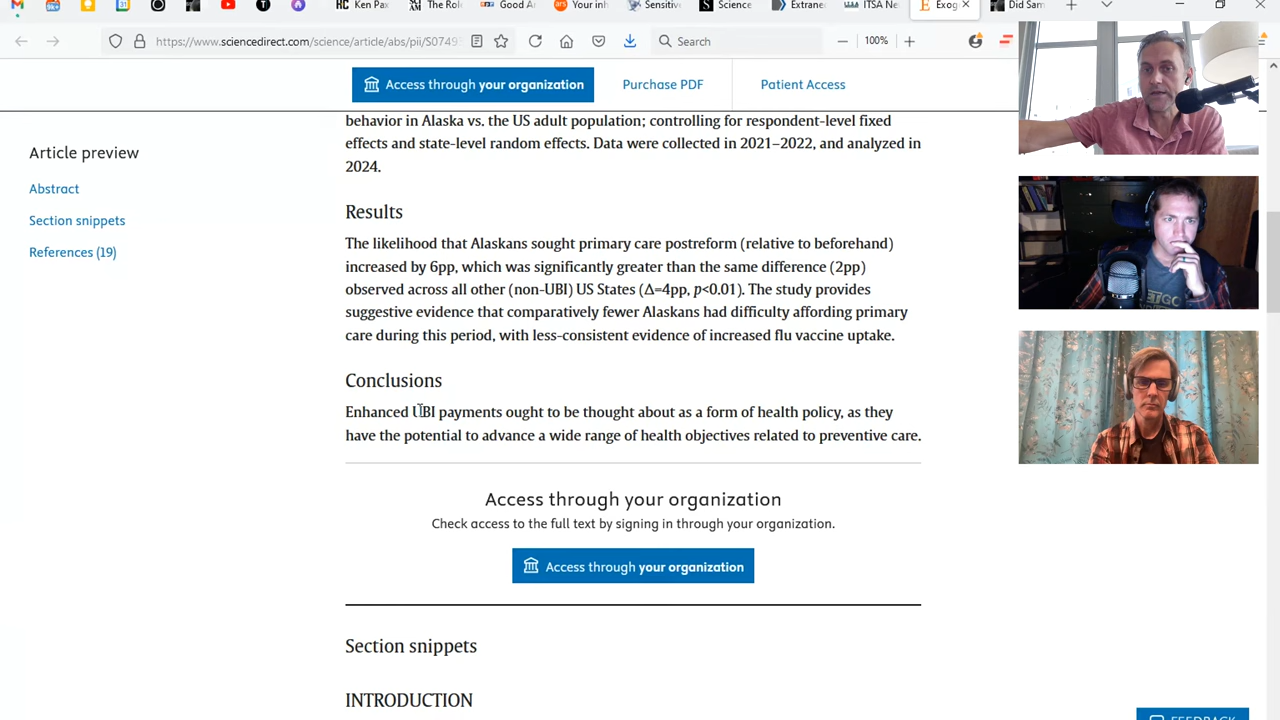 Ken Pax
The Role
Good Ar
Your inh
Sensitiv
Science
Extrane
ITSA Ne
Exog
Did Sam
https://www.sciencedirect.com/science/article/abs/pii/S0749
100%
Search
Access through your organization
Purchase PDF
Patient Access
Article preview
Abstract
Section snippets
References (19)
behavior in Alaska vs. the US adult population; controlling for respondent-level fixed
effects and state-level random effects. Data were collected in 2021–2022, and analyzed in
2024.
Results
The likelihood that Alaskans sought primary care postreform (relative to beforehand)
increased by 6pp, which was significantly greater than the same difference (2pp)
observed across all other (non-UBI) US States (Δ=4pp, p<0.01). The study provides
suggestive evidence that comparatively fewer Alaskans had difficulty affording primary
care during this period, with less-consistent evidence of increased flu vaccine uptake.
Conclusions
Enhanced UBI payments ought to be thought about as a form of health policy, as they
have the potential to advance a wide range of health objectives related to preventive care.
Access through your organization
Check access to the full text by signing in through your organization.
Access through your organization
Section snippets
INTRODUCTION
FEEDBACK